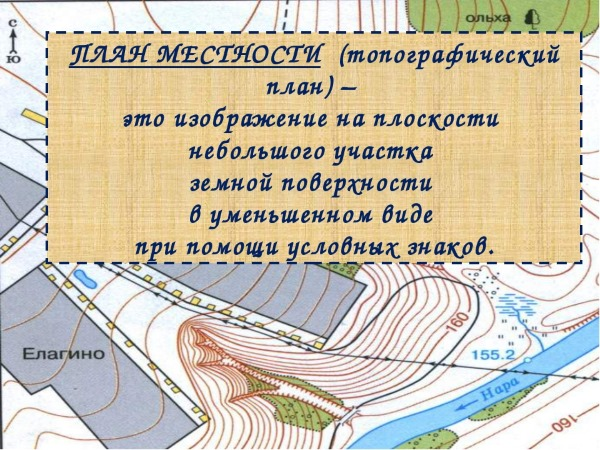 с
ю
ольха
ПЛАН МЕСТНОСТИ (топографический
план) –
это изображение на плоскости
небольшого участка
земной поверхности
в уменьшенном виде
при помощи условных знаков.
160
Елагино
155.2
Нара
160